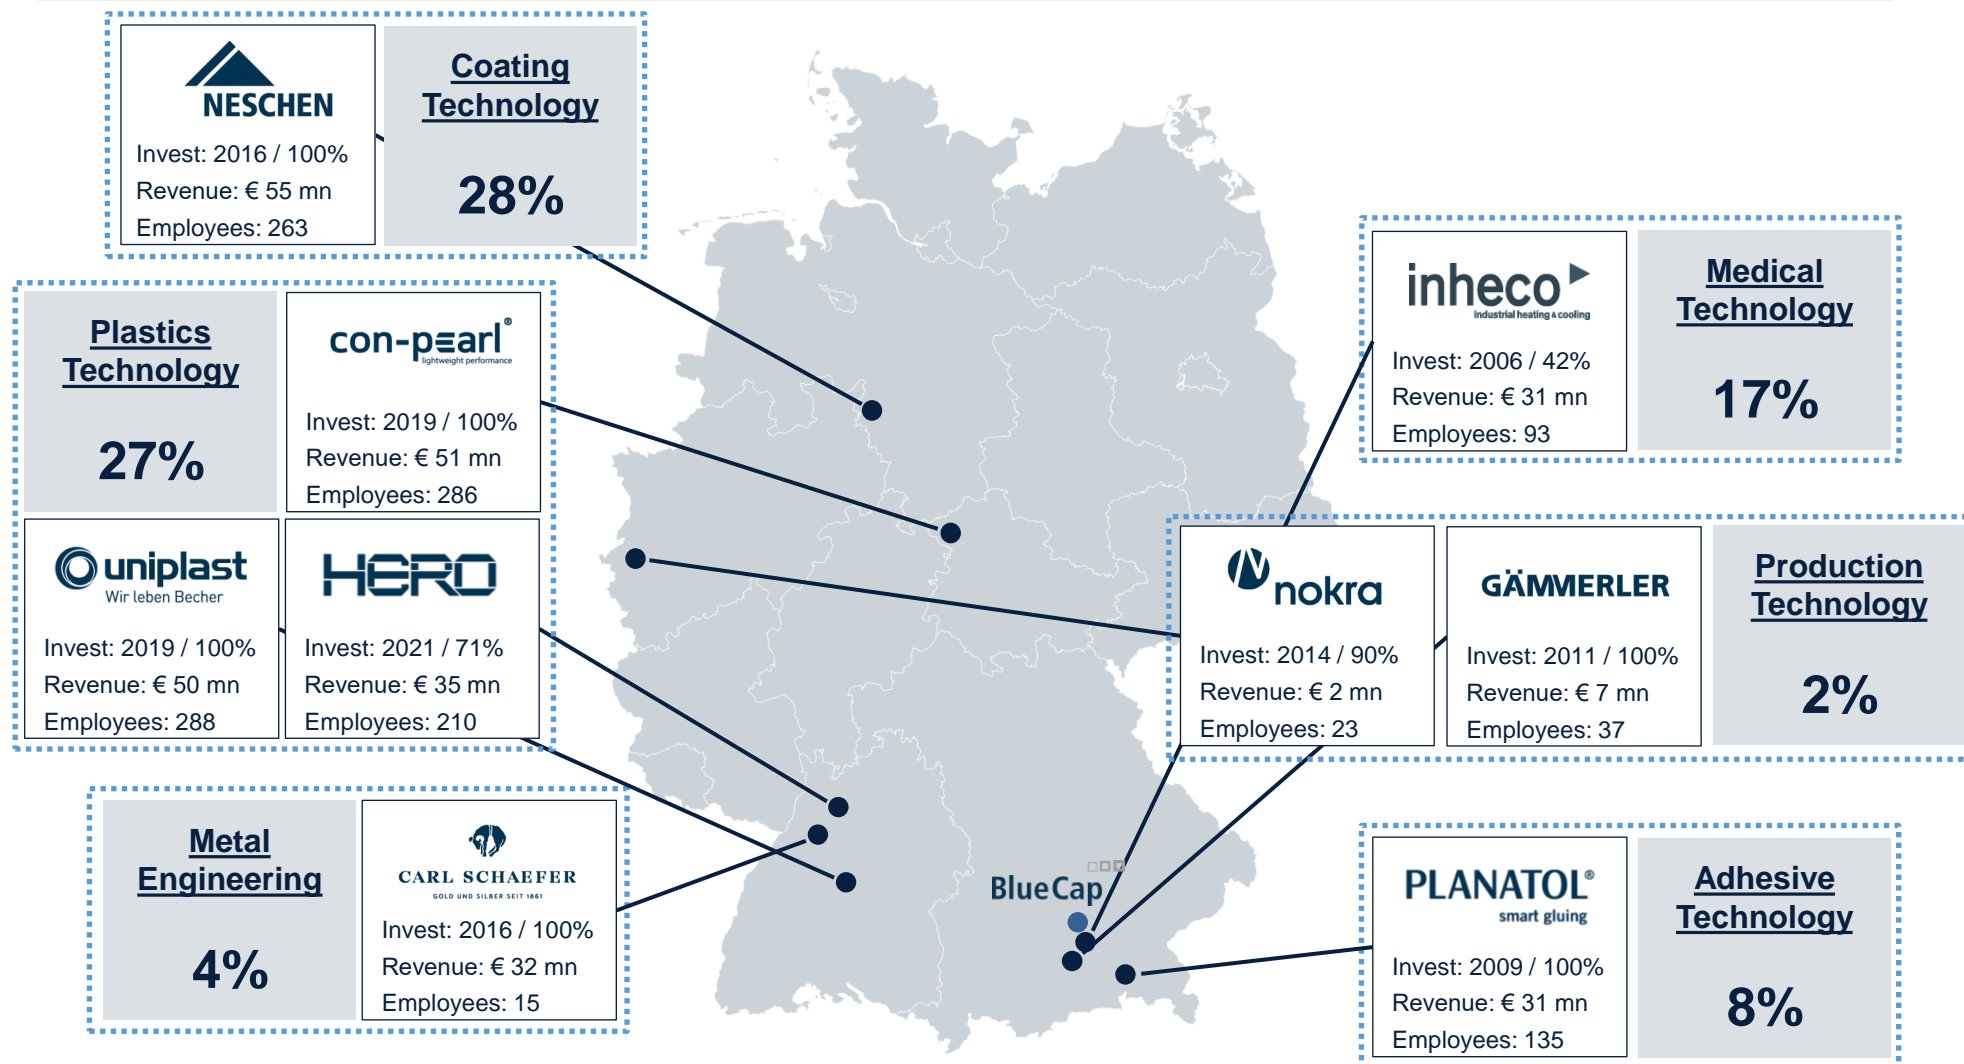 NESCHEN
Invest: 2016 / 100%
Revenue: € 55 mn
Employees: 263
Coating
Technology
28%
Plastics
Technology
27%
con-pearl®
lightweight performance
Invest: 2019 / 100%
Revenue: € 51 mn
Employees: 286
uniplast
Wir leben Becher
Invest: 2019 / 100%
Revenue: € 50 mn
Employees: 288
HERO
Invest: 2021 / 71%
Revenue: € 35 mn
Employees: 210
Metal
Engineering
4%
CARL SCHAEFER
GOLD UND SILBER SEIT 1861
Invest: 2016 / 100%
Revenue: € 32 mn
Employees: 15
BlueCap
inheco
industrial heating & cooling
Invest: 2006 / 42%
Revenue: € 31 mn
Employees: 93
Medical
Technology
17%
nokra
Invest: 2014 / 90%
Revenue: € 2 mn
Employees: 23
GÄMMERLER
Invest: 2011 / 100%
Revenue: € 7 mn
Employees: 37
Production
Technology
2%
PLANATOL®
smart gluing
Invest: 2009 / 100%
Revenue: € 31 mn
Employees: 135
Adhesive
Technology
8%